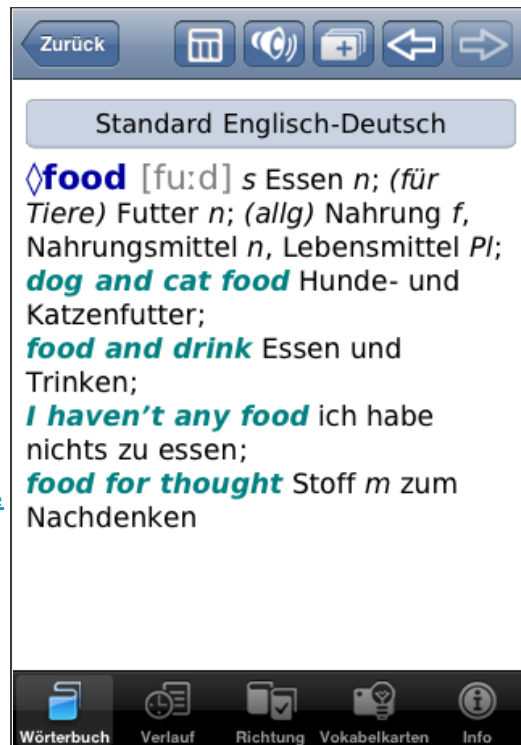 Zurück
Standard Englisch-Deutsch
◊food [fuːd] s Essen n; (für
Tiere) Futter n; (allg) Nahrung f,
Nahrungsmittel n, Lebensmittel Pl;
dog and cat food Hunde- und
Katzenfutter;
food and drink Essen und
Trinken;
I haven’t any food ich habe
nichts zu essen;
food for thought Stoff m zum
Nachdenken
Wörterbuch Verlauf Richtung Vokabelkarten Info